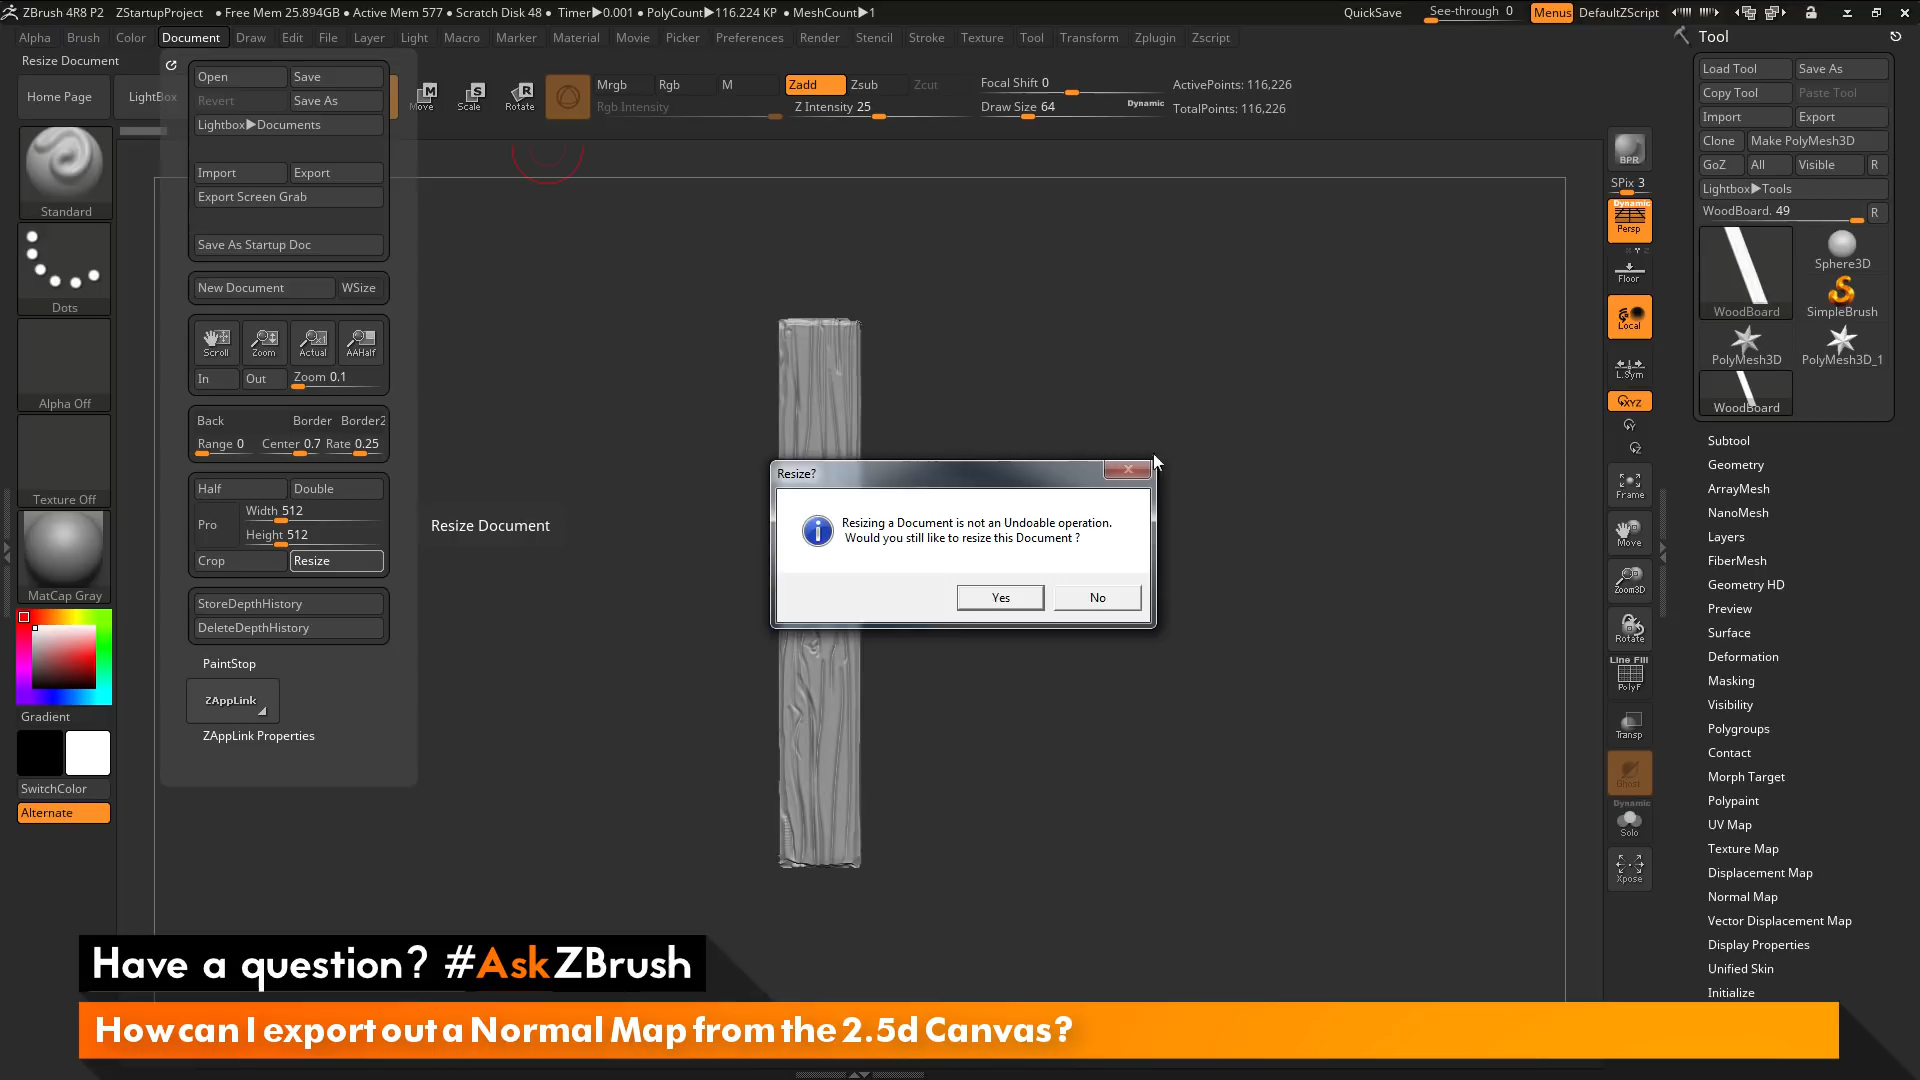 ZBrush 4R8 P2 ZStartupProject • Free Mem 25.894GB • Active Mem 577 • Scratch Disk 48 • Timer▶0.001 • PolyCount▶116.224 KP • MeshCount▶1 QuickSave See-through 0 Menus DefaultZScript
Alpha Brush Color Document Draw Edit File Layer Light Macro Marker Material Movie Picker Preferences Render Stencil Stroke Texture Tool Transform Zplugin Zscript
Tool
Resize Document
Home Page LightBox
Open Save
Revert Save As
Lightbox▶Documents
Import Export
Export Screen Grab
Save As Startup Doc
New Document WSize
Scroll Zoom Actual AAHalf
In Out Zoom 0.1
Back Border Border2
Range 0 Center 0.7 Rate 0.25
Half Double
Pro Width 512
Height 512
Crop Resize
StoreDepthHistory
DeleteDepthHistory
PaintStop
ZAppLink
ZAppLink Properties
Resize Document
M Move
S Scale
R Rotate
Mrgb Rgb M
Rgb Intensity
Zadd Zsub Zcut
Z Intensity 25
Focal Shift 0
Draw Size 64 Dynamic
ActivePoints: 116,226
TotalPoints: 116,226
Standard
Dots
Alpha Off
Texture Off
MatCap Gray
Gradient
SwitchColor
Alternate
Resize?
Resizing a Document is not an Undoable operation.
Would you still like to resize this Document ?
Yes No
BPR
SPix 3
Dynamic
Persp
Floor
Local
L.Sym
XYZ
Y
Z
Frame
Move
Zoom3D
Rotate
Line Fill
PolyF
Transp
Ghost
Dynamic
Solo
Xpose
Load Tool Save As
Copy Tool Paste Tool
Import Export
Clone Make PolyMesh3D
GoZ All Visible R
Lightbox▶Tools
WoodBoard. 49 R
WoodBoard Sphere3D
SimpleBrush
PolyMesh3D PolyMesh3D_1
WoodBoard
Subtool
Geometry
ArrayMesh
NanoMesh
Layers
FiberMesh
Geometry HD
Preview
Surface
Deformation
Masking
Visibility
Polygroups
Contact
Morph Target
Polypaint
UV Map
Texture Map
Displacement Map
Normal Map
Vector Displacement Map
Display Properties
Unified Skin
Initialize
Have a question? #AskZBrush
How can I export out a Normal Map from the 2.5d Canvas?